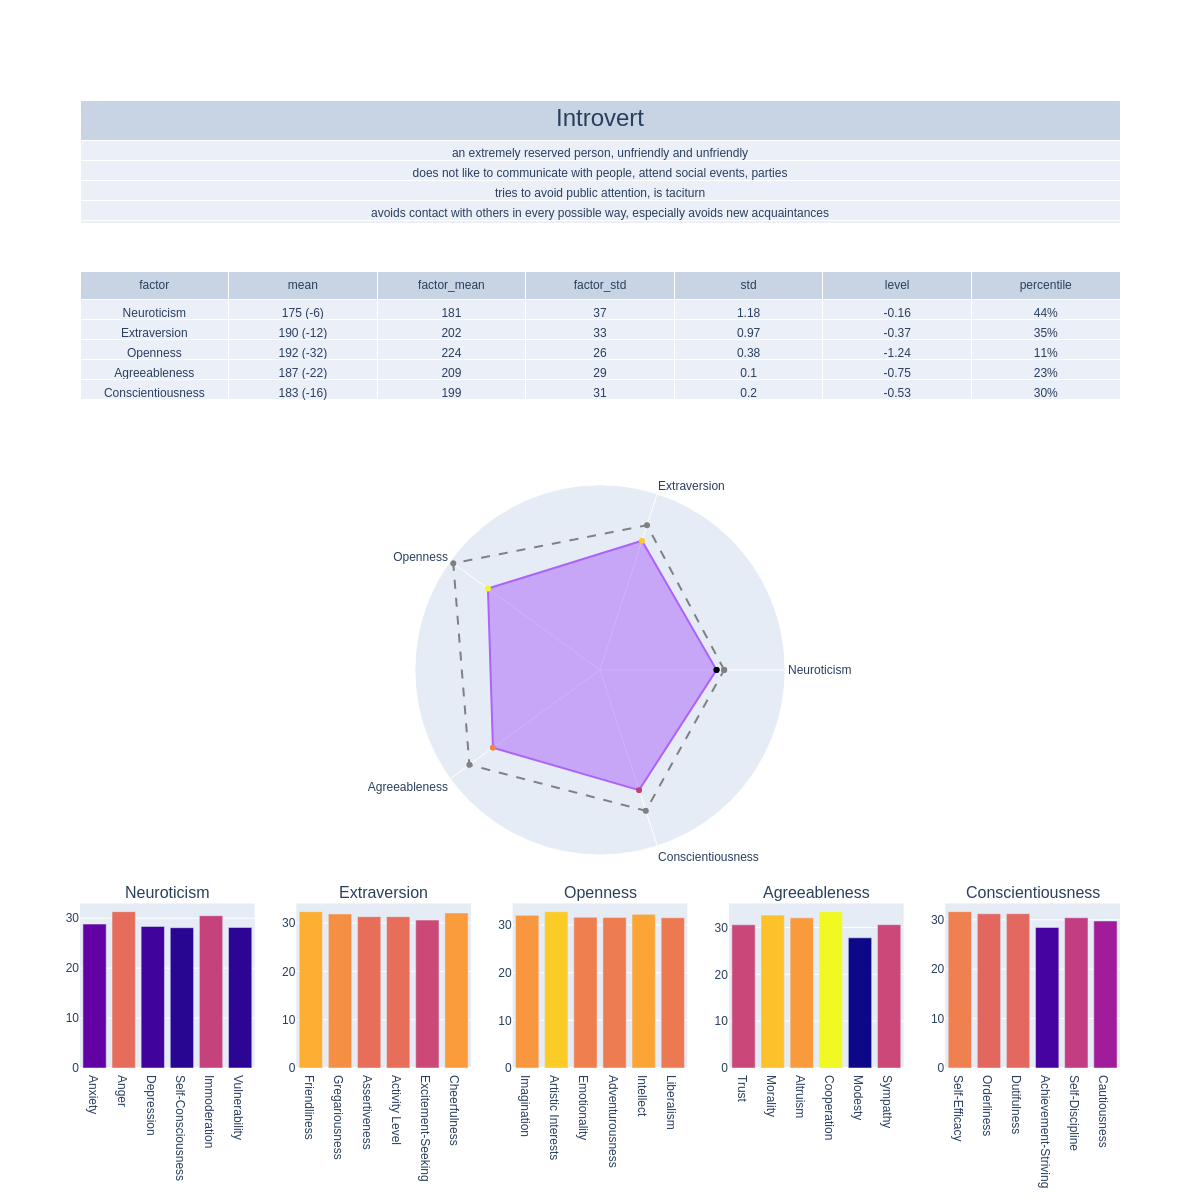 Introvert
an extremely reserved person, unfriendly and unfriendly
does not like to communicate with people, attend social events, parties
tries to avoid public attention, is taciturn
avoids contact with others in every possible way, especially avoids new acquaintances
factor mean factor_mean factor_std std level percentile
Neuroticism 175 (-6) 181 37 1.18 -0.16 44%
Extraversion 190 (-12) 202 33 0.97 -0.37 35%
Openness 192 (-32) 224 26 0.38 -1.24 11%
Agreeableness 187 (-22) 209 29 0.1 -0.75 23%
Conscientiousness 183 (-16) 199 31 0.2 -0.53 30%
Extraversion
Openness
Neuroticism
Agreeableness
Conscientiousness
Neuroticism
30
20
10
0
Anxiety
Anger
Depression
Self-Consciousness
Immoderation
Vulnerability
Extraversion
30
20
10
0
Friendliness
Gregariousness
Assertiveness
Activity Level
Excitement-Seeking
Cheerfulness
Openness
30
20
10
0
Imagination
Artistic Interests
Emotionality
Adventurousness
Intellect
Liberalism
Agreeableness
30
20
10
0
Trust
Morality
Altruism
Cooperation
Modesty
Sympathy
Conscientiousness
30
20
10
0
Self-Efficacy
Orderliness
Dutifulness
Achievement-Striving
Self-Discipline
Cautiousness